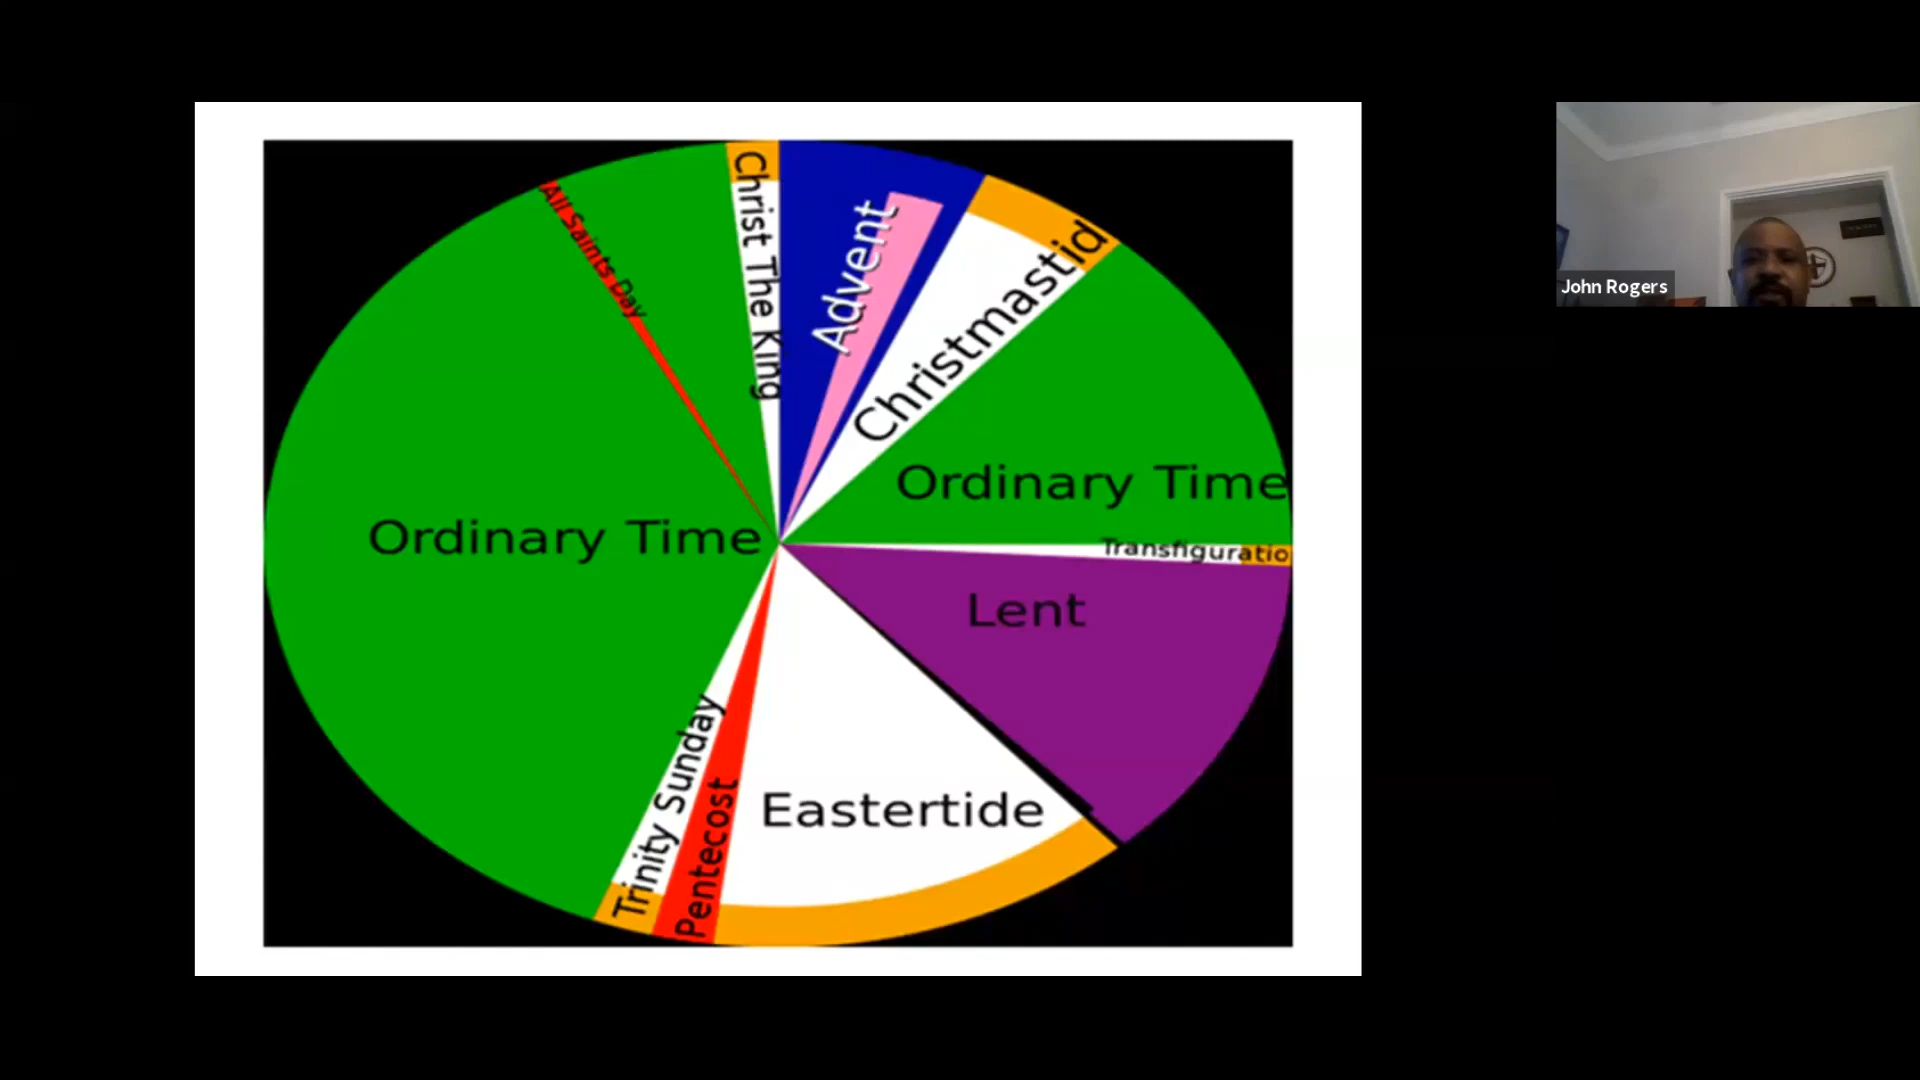 Christ The King
Advent
Christmastid
All Saints Day
Ordinary Time
Transfiguratio
Ordinary Time
Lent
Eastertide
Trinity Sunday
Pentecost
John Rogers